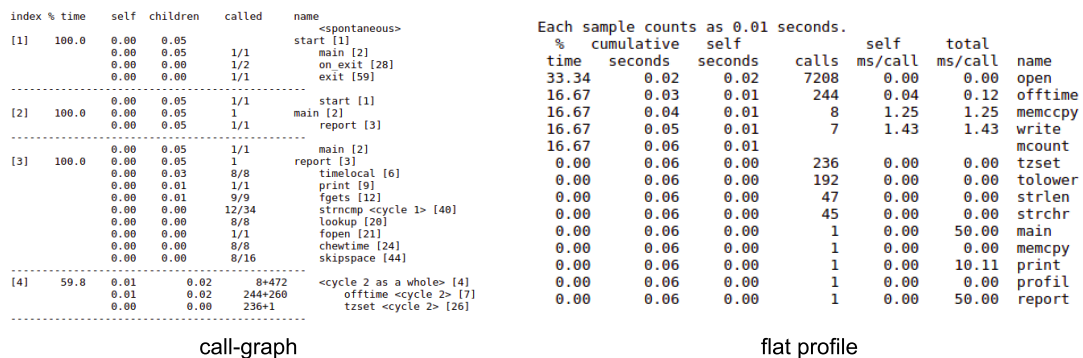 index % time self children called name
<spontaneous>
[1] 100.0 0.00 0.05 start [1]
0.00 0.05 1/1 main [2]
0.00 0.00 1/2 on_exit [28]
0.00 0.00 1/1 exit [59]
-----------------------------------------------
0.00 0.05 1/1 start [1]
[2] 100.0 0.00 0.05 1 main [2]
0.00 0.05 1/1 report [3]
-----------------------------------------------
0.00 0.05 1/1 main [2]
[3] 100.0 0.00 0.05 1 report [3]
0.00 0.03 8/8 timelocal [6]
0.00 0.01 1/1 print [9]
0.00 0.01 9/9 fgets [12]
0.00 0.00 12/34 strncmp <cycle 1> [40]
0.00 0.00 8/8 lookup [20]
0.00 0.00 1/1 fopen [21]
0.00 0.00 8/8 chewtime [24]
0.00 0.00 8/16 skipspace [44]
-----------------------------------------------
[4] 59.8 0.01 0.02 8+472 <cycle 2 as a whole> [4]
0.01 0.02 244+260 offtime <cycle 2> [7]
0.00 0.00 236+1 tzset <cycle 2> [26]
-----------------------------------------------
call-graph
Each sample counts as 0.01 seconds.
% cumulative self self total
time seconds seconds calls ms/call ms/call name
33.34 0.02 0.02 7208 0.00 0.00 open
16.67 0.03 0.01 244 0.04 0.12 offtime
16.67 0.04 0.01 8 1.25 1.25 memccpy
16.67 0.05 0.01 7 1.43 1.43 write
16.67 0.06 0.01 mcount
0.00 0.06 0.00 236 0.00 0.00 tzset
0.00 0.06 0.00 192 0.00 0.00 tolower
0.00 0.06 0.00 47 0.00 0.00 strlen
0.00 0.06 0.00 45 0.00 0.00 strchr
0.00 0.06 0.00 1 0.00 50.00 main
0.00 0.06 0.00 1 0.00 0.00 memcpy
0.00 0.06 0.00 1 0.00 10.11 print
0.00 0.06 0.00 1 0.00 0.00 profil
0.00 0.06 0.00 1 0.00 50.00 report
flat profile